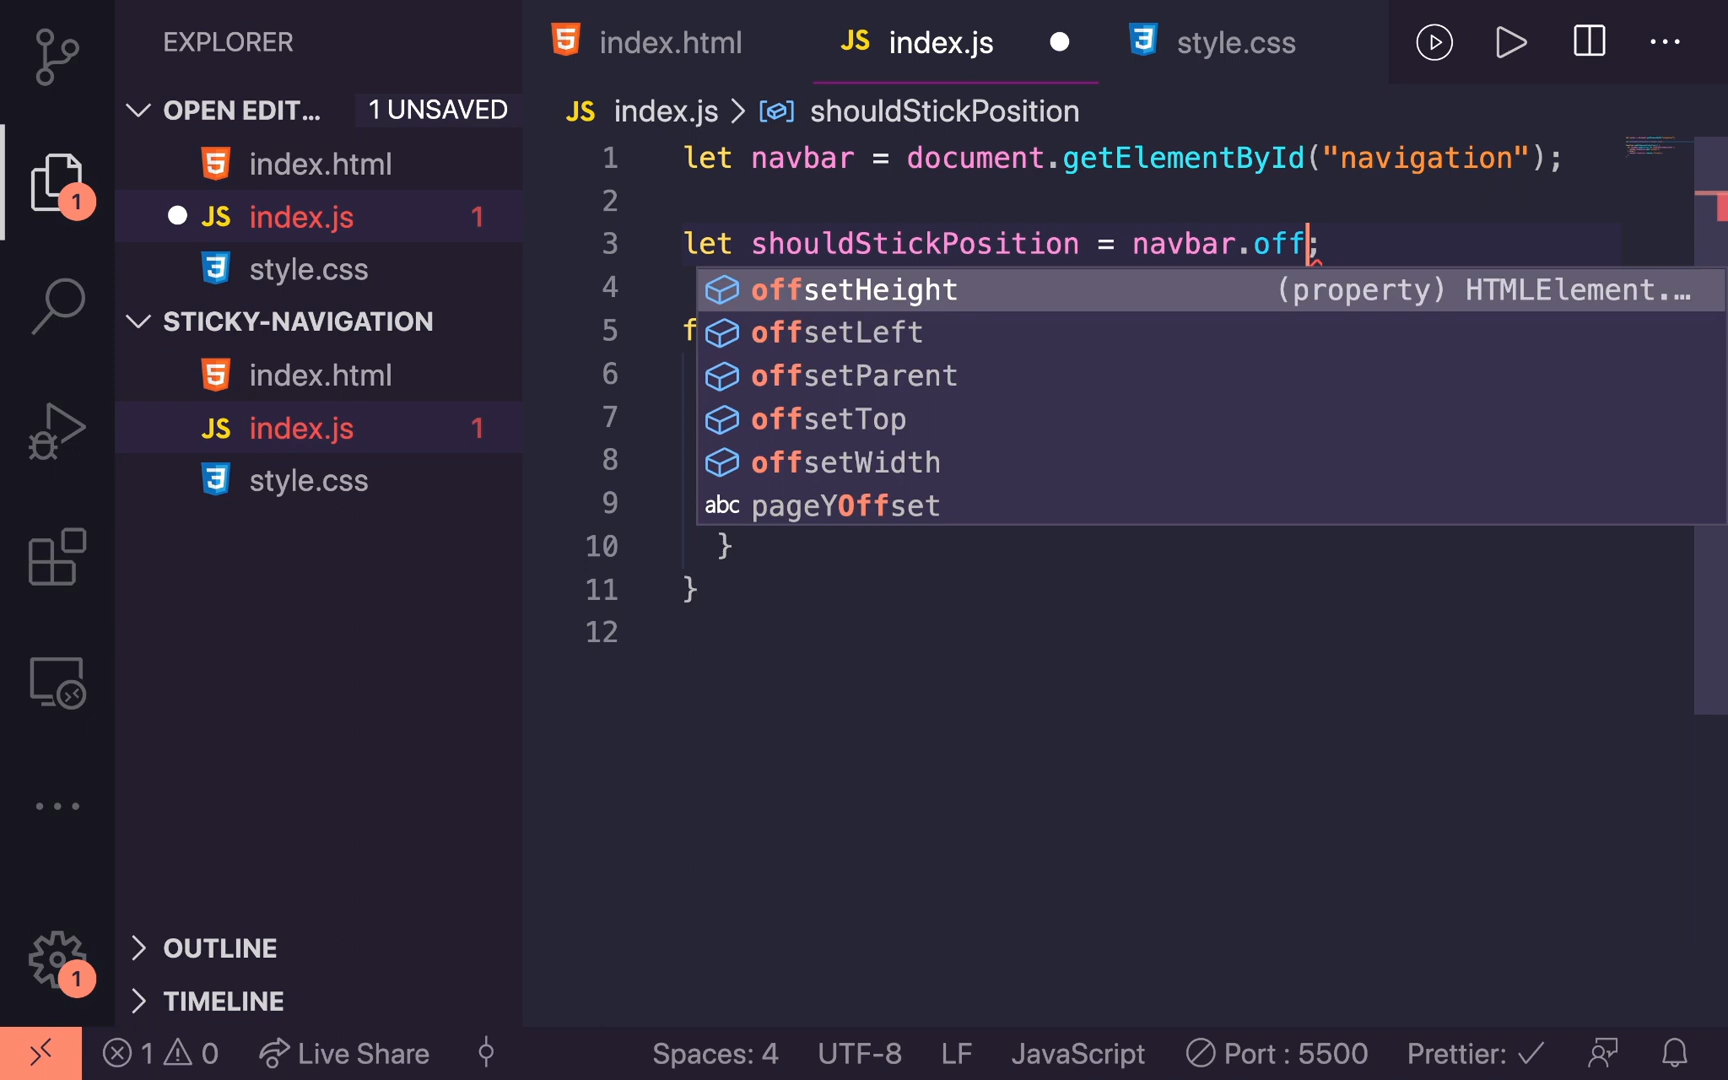 EXPLORER
OPEN EDIT... 1 UNSAVED
index.html
JS index.js 1
style.css
STICKY-NAVIGATION
index.html
JS index.js 1
style.css
OUTLINE
TIMELINE
1
1
index.html JS index.js style.css
JS index.js > shouldStickPosition
1 let navbar = document.getElementById("navigation");
2
3 let shouldStickPosition = navbar.off;
4
5 f
6
7
8
9
10 }
11 }
12
offsetHeight (property) HTMLElement.…
offsetLeft
offsetParent
offsetTop
offsetWidth
abc pageYOffset
1 0 Live Share Spaces: 4 UTF-8 LF JavaScript Port : 5500 Prettier: ✓